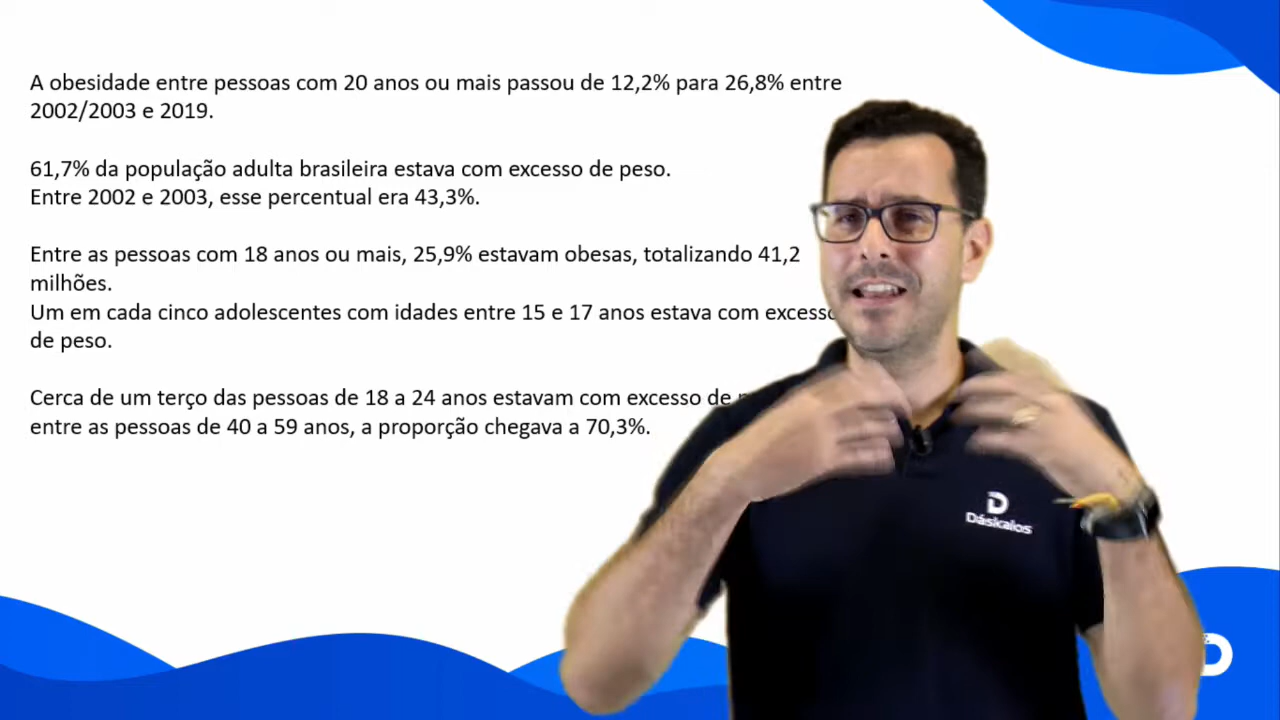 A obesidade entre pessoas com 20 anos ou mais passou de 12,2% para 26,8% entre
2002/2003 e 2019.
61,7% da população adulta brasileira estava com excesso de peso.
Entre 2002 e 2003, esse percentual era 43,3%.
Entre as pessoas com 18 anos ou mais, 25,9% estavam obesas, totalizando 41,2
milhões.
Um em cada cinco adolescentes com idades entre 15 e 17 anos estava com excesso
de peso.
Cerca de um terço das pessoas de 18 a 24 anos estavam com excesso de
entre as pessoas de 40 a 59 anos, a proporção chegava a 70,3%.
Dáskalos